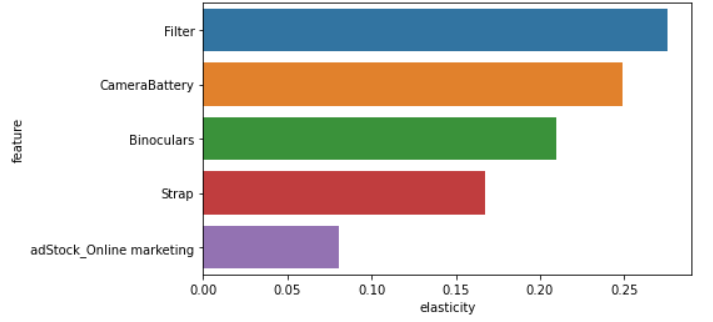 Filter
CameraBattery
Binoculars
Strap
adStock_Online marketing
feature
0.00 0.05 0.10 0.15 0.20 0.25
elasticity